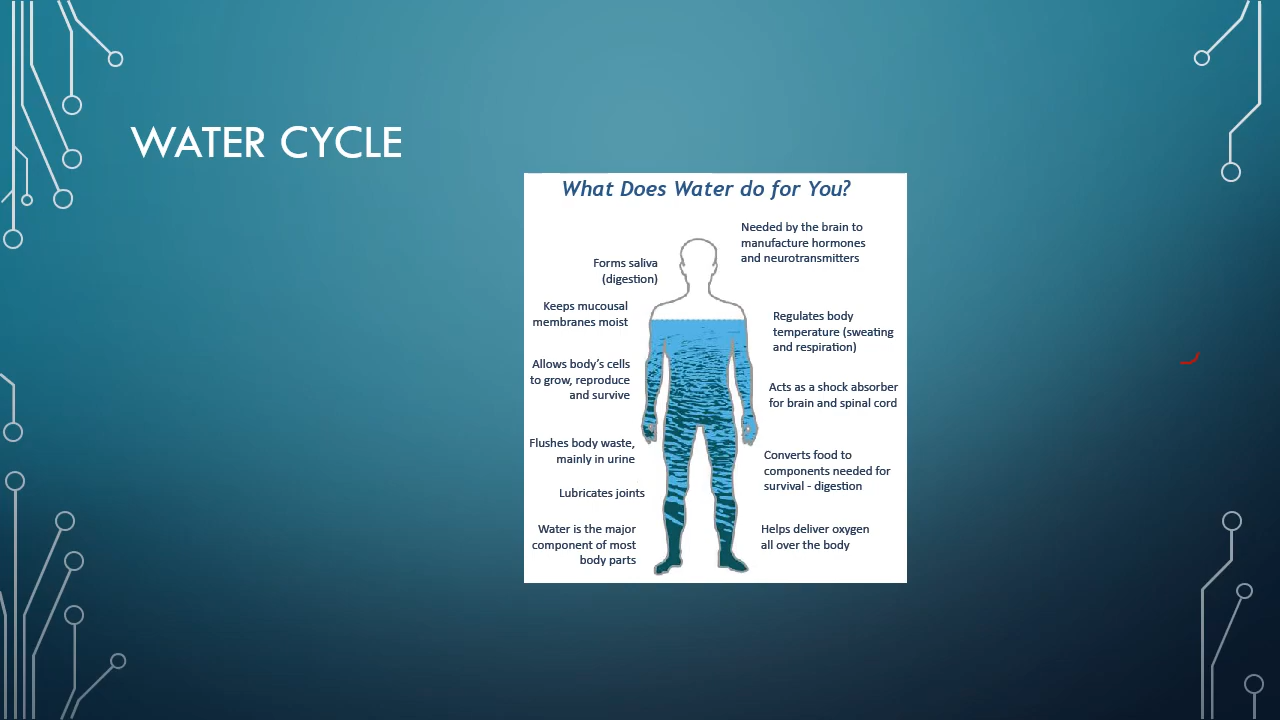 WATER CYCLE
What Does Water do for You?
Needed by the brain to
manufacture hormones
and neurotransmitters
Forms saliva
(digestion)
Keeps mucousal
membranes moist
Regulates body
temperature (sweating
and respiration)
Allows body's cells
to grow, reproduce
and survive
Acts as a shock absorber
for brain and spinal cord
Flushes body waste,
mainly in urine
Converts food to
components needed for
survival - digestion
Lubricates joints
Water is the major
component of most
body parts
Helps deliver oxygen
all over the body